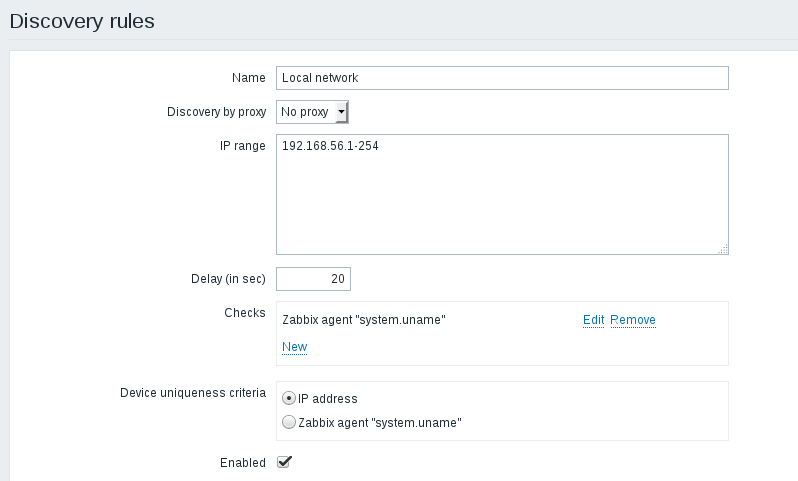 Discovery rules
Name Local network
Discovery by proxy No proxy
IP range 192.168.56.1-254
Delay (in sec) 20
Checks Zabbix agent "system.uname" Edit Remove
New
Device uniqueness criteria IP address
Zabbix agent "system.uname"
Enabled